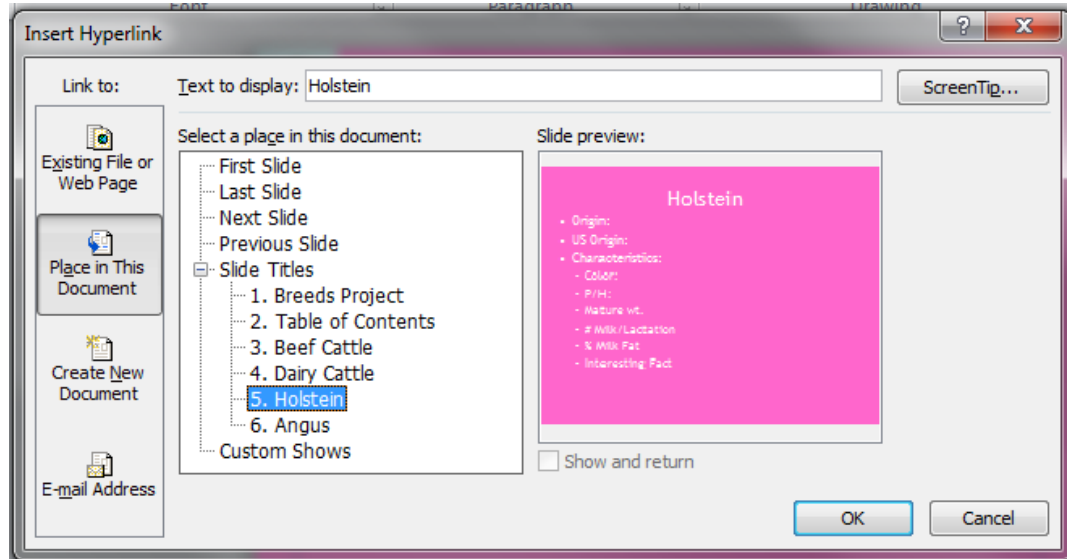 Font Paragraph Drawing
Insert Hyperlink
Link to:
Text to display: Holstein
ScreenTip...
Existing File or
Web Page
Place in This
Document
Create New
Document
E-mail Address
Select a place in this document:
First Slide
Last Slide
Next Slide
Previous Slide
Slide Titles
1. Breeds Project
2. Table of Contents
3. Beef Cattle
4. Dairy Cattle
5. Holstein
6. Angus
Custom Shows
Slide preview:
Holstein
• Origin:
• US Origin:
• Characteristics:
- Color:
- P/H:
- Mature wt.
- # Milk/Lactation
- % Milk Fat
- Interesting Fact
Show and return
OK
Cancel